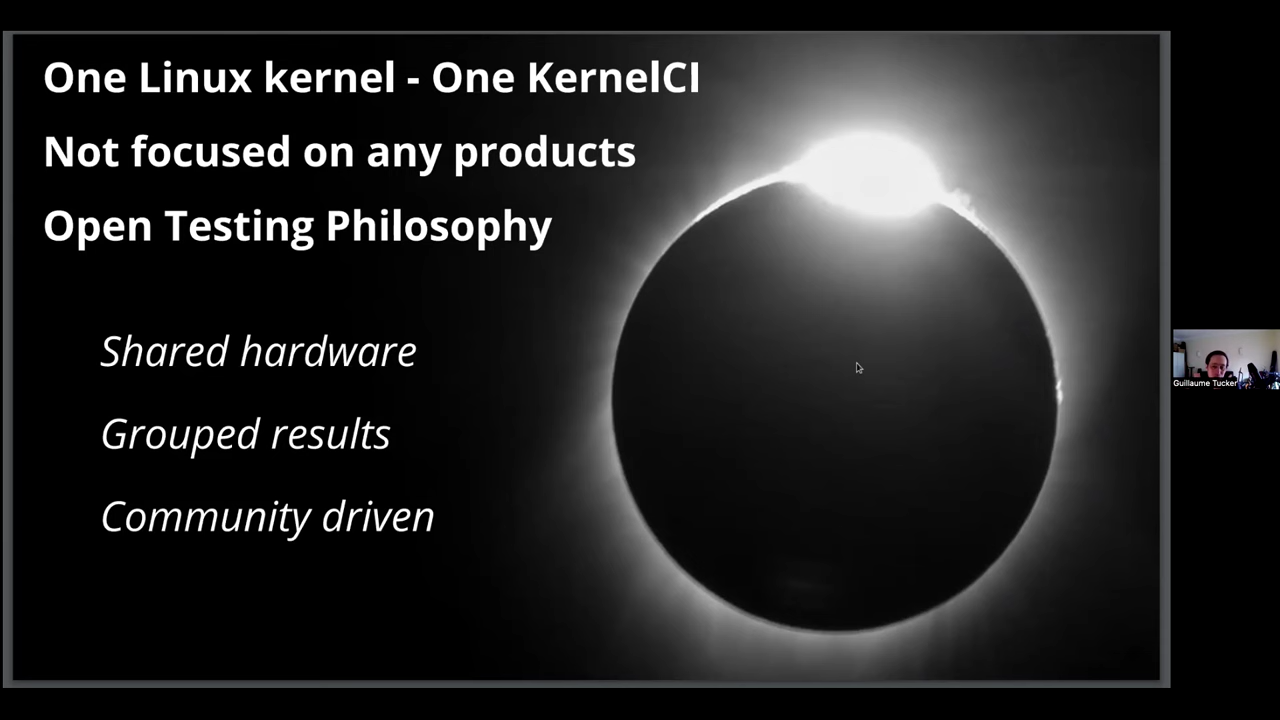 One Linux kernel - One KernelCI
Not focused on any products
Open Testing Philosophy
Shared hardware
Grouped results
Community driven
Guillaume Tucker